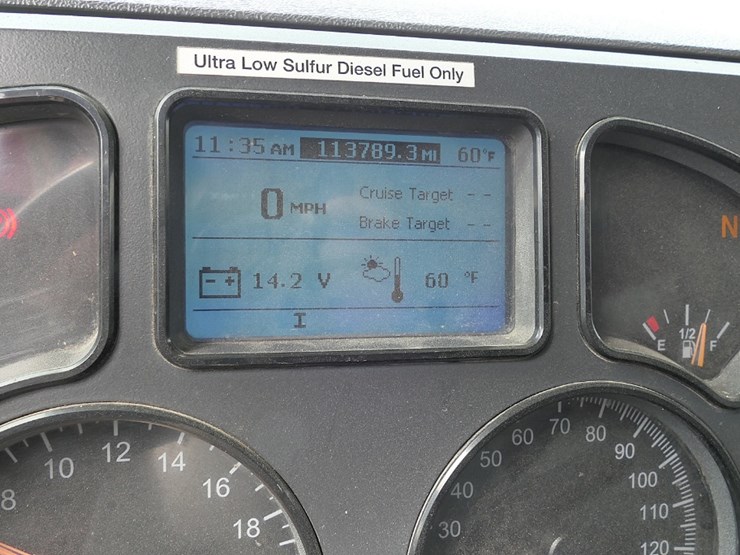 Ultra Low Sulfur Diesel Fuel Only
11:35 AM 113789.3 MI 60°F
0 MPH
Cruise Target --
Brake Target --
14.2 V 60 °F
I
N
E 1/2 F
8 10 12 14 16 18
30 40 50 60 70 80 90 100 110 120